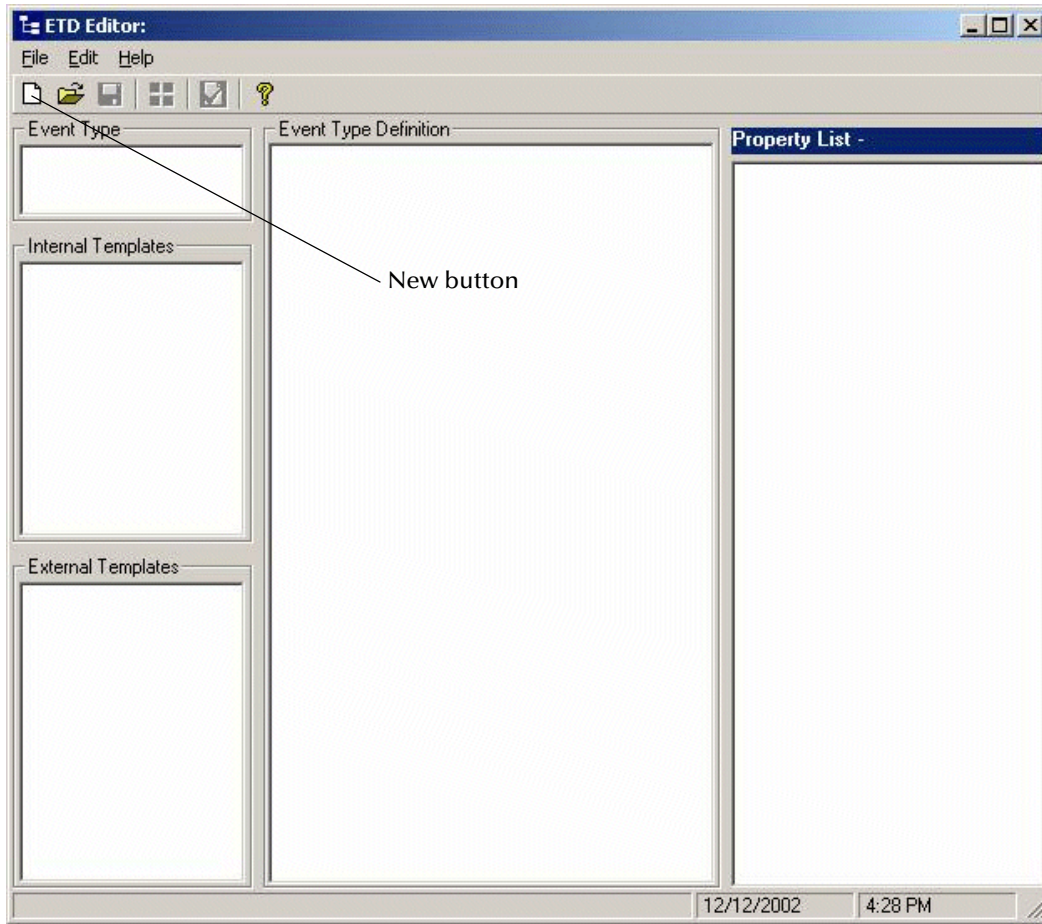 ETD Editor:
File Edit Help
Event Type
Event Type Definition
Property List -
Internal Templates
New button
External Templates
12/12/2002 4:28 PM